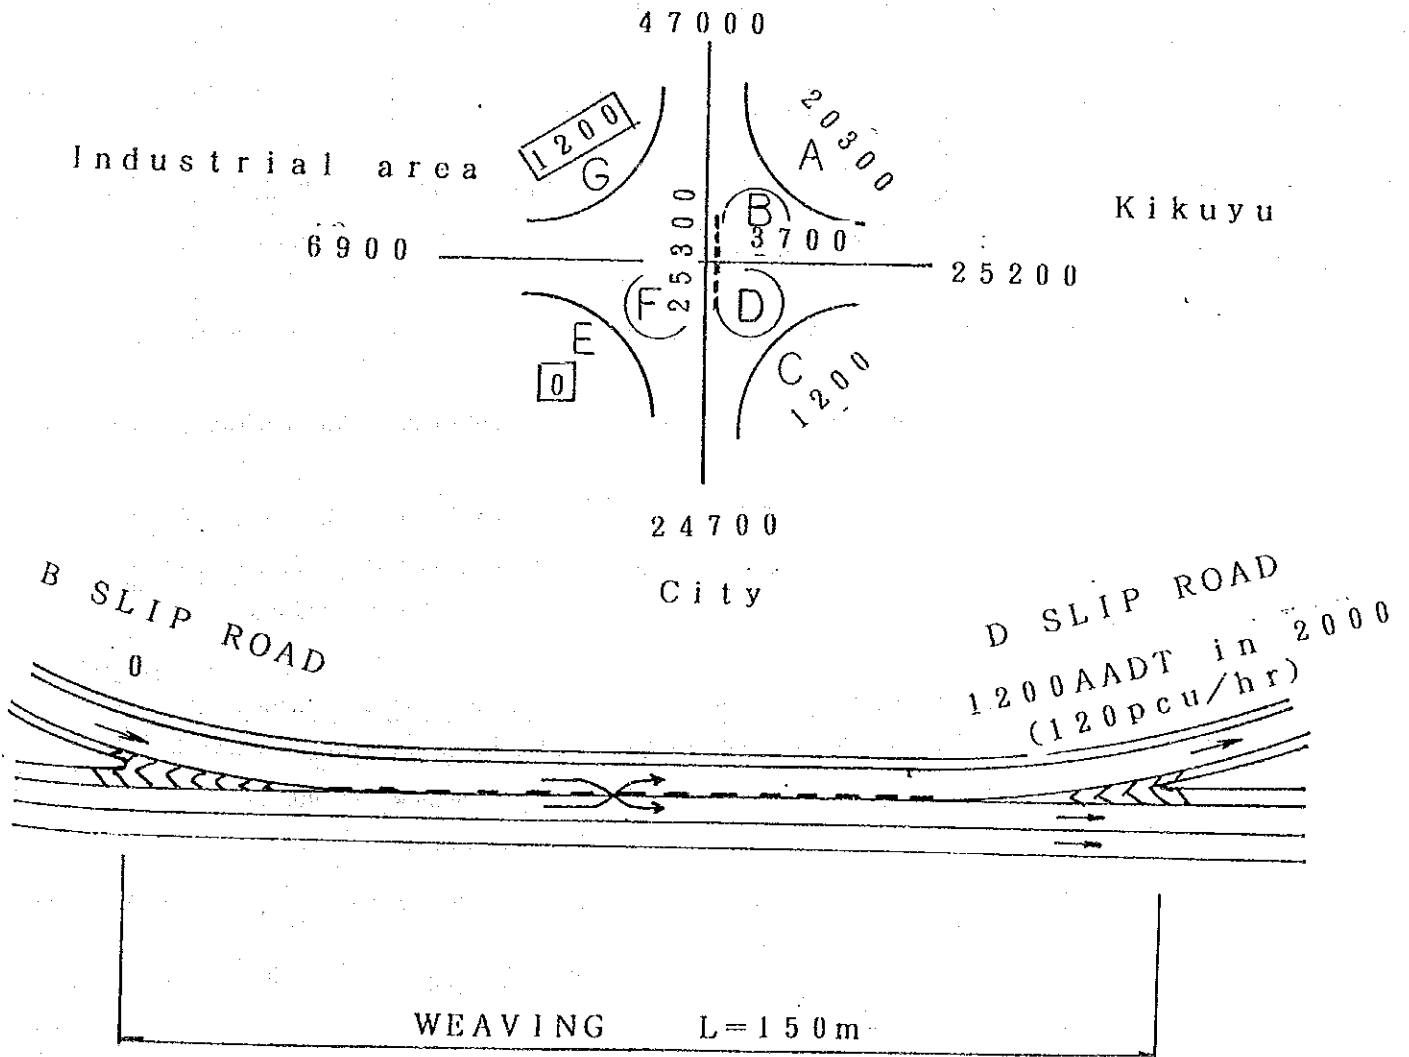 47000
1200
20300
G
A
Industrial area
Kikuyu
B
3700
6900
25300
25200
F
D
E
0
C
1200
24700
City
B SLIP ROAD
0
D SLIP ROAD
1200AADT in 2000
(120pcu/hr)
WEAVING L=150m